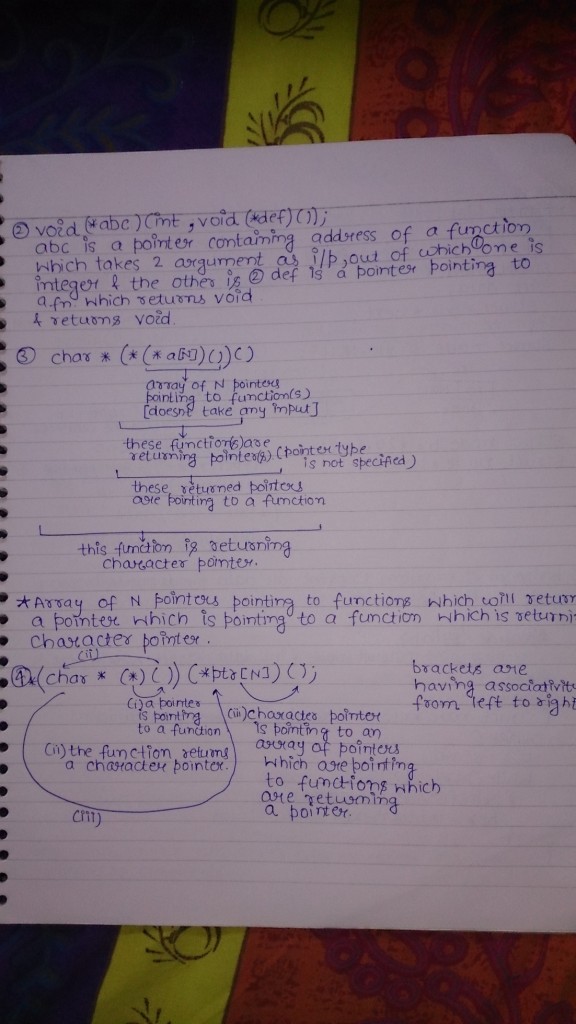 ② void (*abc)(int, void (*def)());
abc is a pointer containing address of a function
which takes 2 argument as i/p, out of which ① one is
integer & the other is ② def is a pointer pointing to
a fn. which returns void
& returns void.
③ char * (*(*a[N])())()
array of N pointers
pointing to function(s)
[doesnt take any input]
these function(s) are
returning pointer(s) (pointer type
is not specified)
these returned pointers
are pointing to a function
this function is returning
character pointer.
*Array of N pointers pointing to functions which will return
a pointer which is pointing to a function which is returni
character pointer.
(ii)
④*(char * (*)()) (*ptr[N])();
brackets are
having associativit
from left to right
(i) a pointer
is pointing
to a function
(ii) the function returns
a character pointer.
(iii)
(iii) character pointer
is pointing to an
array of pointers
which are pointing
to functions which
are returning
a pointer.